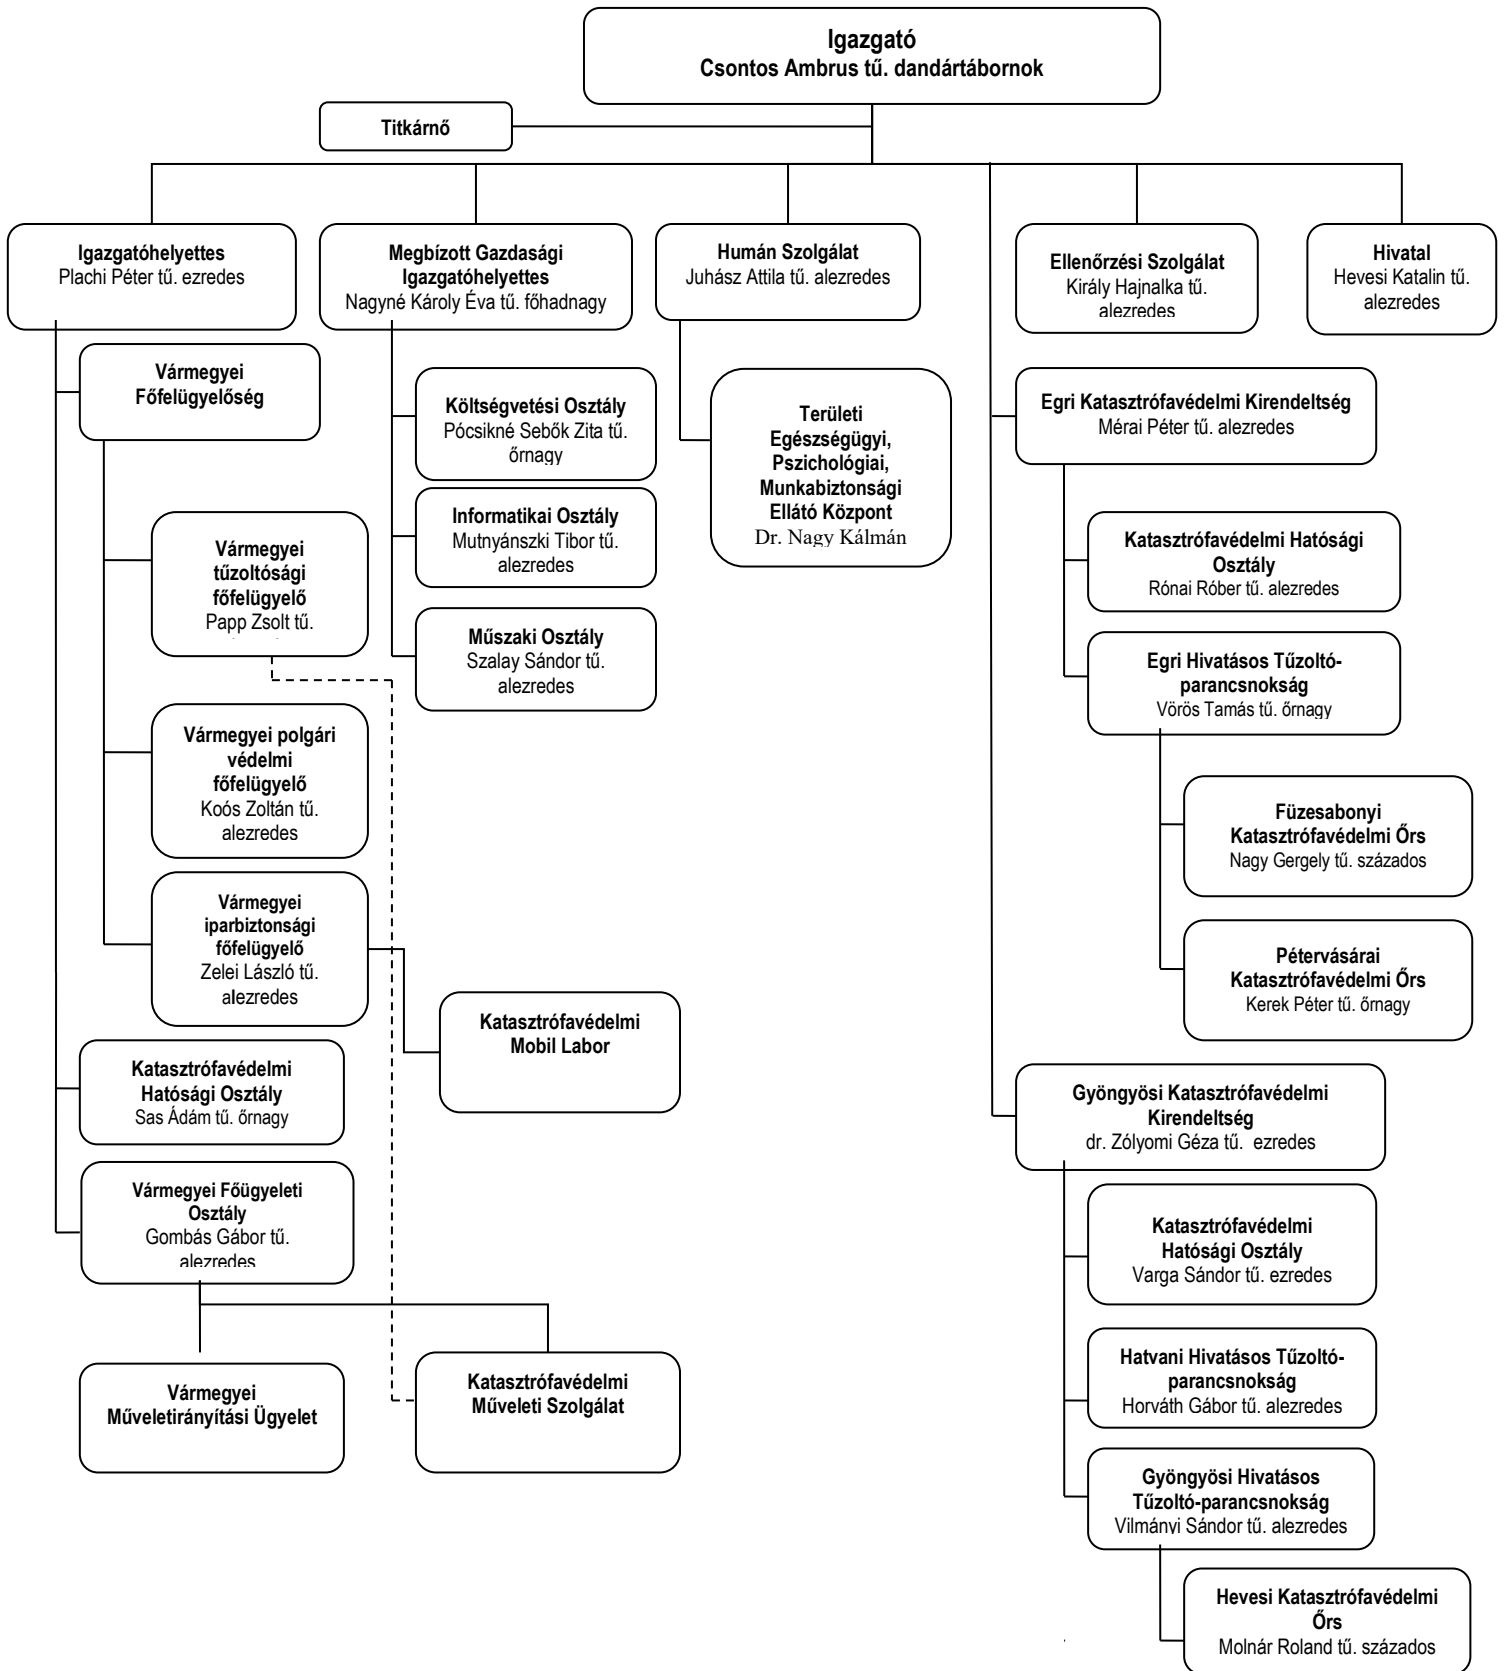 Igazgató
Csontos Ambrus tű. dandártábornok
Titkárnő
Igazgatóhelyettes
Plachi Péter tű. ezredes
Megbízott Gazdasági
Igazgatóhelyettes
Nagyné Károly Éva tű. főhadnagy
Humán Szolgálat
Juhász Attila tű. alezredes
Ellenőrzési Szolgálat
Király Hajnalka tű.
alezredes
Hivatal
Hevesi Katalin tű.
alezredes
Vármegyei
Főfelügyelőség
Vármegyei
tűzoltósági
főfelügyelő
Papp Zsolt tű.
Vármegyei polgári
védelmi
főfelügyelő
Koós Zoltán tű.
alezredes
Vármegyei
iparbiztonsági
főfelügyelő
Zelei László tű.
alezredes
Katasztrófavédelmi
Mobil Labor
Katasztrófavédelmi
Hatósági Osztály
Sas Ádám tű. őrnagy
Vármegyei Főügyeleti
Osztály
Gombás Gábor tű.
alezredes
Vármegyei
Műveletirányítási Ügyelet
Katasztrófavédelmi
Műveleti Szolgálat
Költségvetési Osztály
Pócsikné Sebők Zita tű.
őrnagy
Informatikai Osztály
Mutnyánszki Tibor tű.
alezredes
Műszaki Osztály
Szalay Sándor tű.
alezredes
Területi
Egészségügyi,
Pszichológiai,
Munkabiztonsági
Ellátó Központ
Dr. Nagy Kálmán
Egri Katasztrófavédelmi Kirendeltség
Mérai Péter tű. alezredes
Katasztrófavédelmi Hatósági
Osztály
Rónai Róber tű. alezredes
Egri Hivatásos Tűzoltó-
parancsnokság
Vörös Tamás tű. őrnagy
Füzesabonyi
Katasztrófavédelmi Őrs
Nagy Gergely tű. százados
Pétervásárai
Katasztrófavédelmi Őrs
Kerek Péter tű. őrnagy
Gyöngyösi Katasztrófavédelmi
Kirendeltség
dr. Zólyomi Géza tű. ezredes
Katasztrófavédelmi
Hatósági Osztály
Varga Sándor tű. ezredes
Hatvani Hivatásos Tűzoltó-
parancsnokság
Horváth Gábor tű. alezredes
Gyöngyösi Hivatásos
Tűzoltó-parancsnokság
Vilmányi Sándor tű. alezredes
Hevesi Katasztrófavédelmi
Őrs
Molnár Roland tű. százados